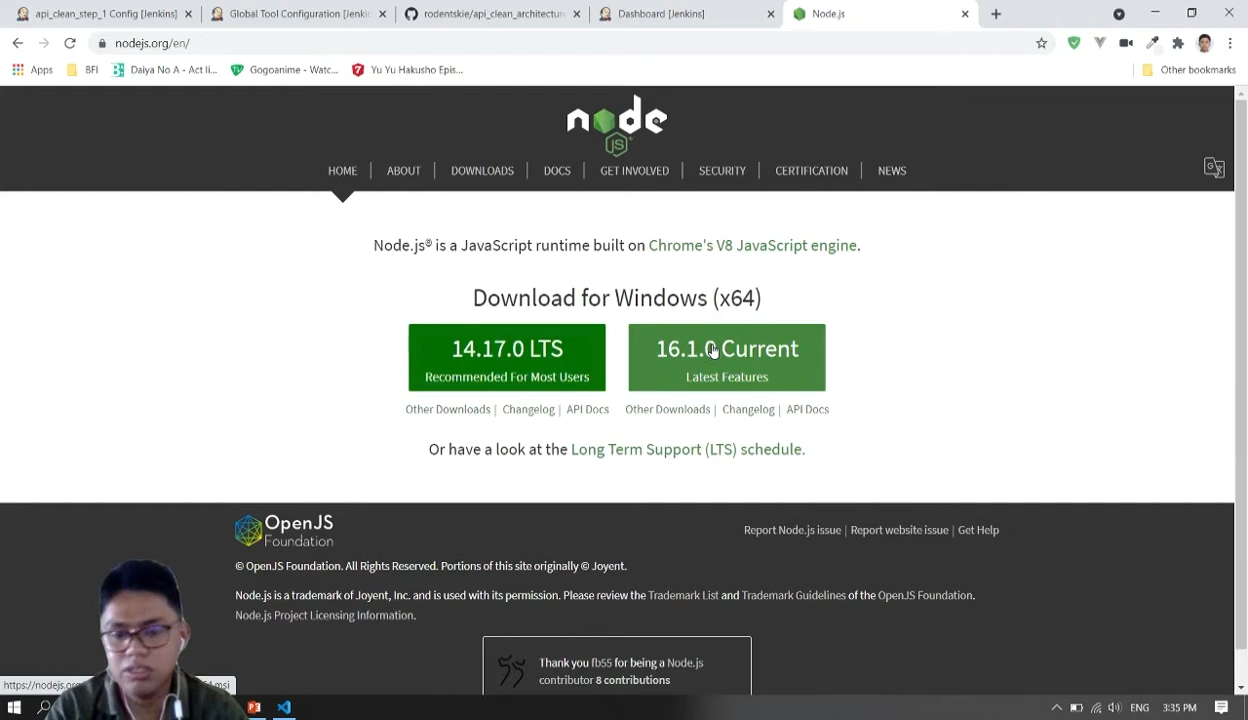 api_clean_step_1 Config [Jenkins]
Global Tool Configuration [Jenkin
rodentskie/api_clean_architecture
Dashboard [Jenkins]
Node.js
nodejs.org/en/
Apps
BFI
Daiya No A - Act Ii...
Gogoanime - Watc...
Yu Yu Hakusho Epis...
Other bookmarks
node
JS
HOME
ABOUT
DOWNLOADS
DOCS
GET INVOLVED
SECURITY
CERTIFICATION
NEWS
Node.js® is a JavaScript runtime built on Chrome's V8 JavaScript engine.
Download for Windows (x64)
14.17.0 LTS
Recommended For Most Users
16.1.0 Current
Latest Features
Other Downloads | Changelog | API Docs
Other Downloads | Changelog | API Docs
Or have a look at the Long Term Support (LTS) schedule.
OpenJS
Foundation
Report Node.js issue | Report website issue | Get Help
© OpenJS Foundation. All Rights Reserved. Portions of this site originally © Joyent.
Node.js is a trademark of Joyent, Inc. and is used with its permission. Please review the Trademark List and Trademark Guidelines of the OpenJS Foundation.
Node.js Project Licensing Information.
Thank you fb55 for being a Node.js
contributor 8 contributions
https://nodejs.org
.msi
ENG
3:35 PM